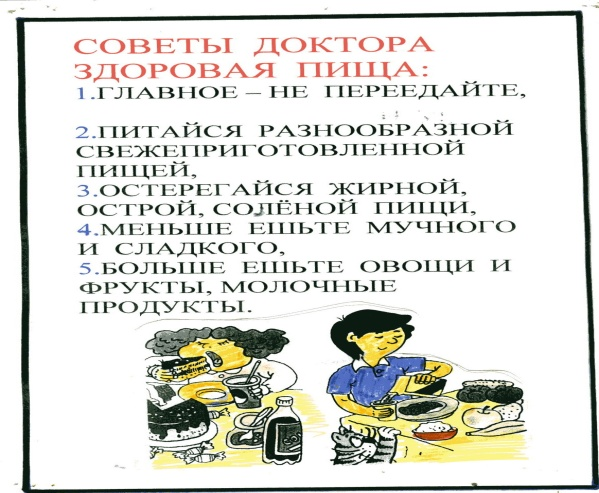 СОВЕТЫ ДОКТОРА
ЗДОРОВАЯ ПИЩА:
1.ГЛАВНОЕ – НЕ ПЕРЕЕДАЙТЕ,
2.ПИТАЙСЯ РАЗНООБРАЗНОЙ
СВЕЖЕПРИГОТОВЛЕННОЙ
ПИЩЕЙ,
3.ОСТЕРЕГАЙСЯ ЖИРНОЙ,
ОСТРОЙ, СОЛЁНОЙ ПИЩИ,
4.МЕНЬШЕ ЕШЬТЕ МУЧНОГО
И СЛАДКОГО,
5.БОЛЬШЕ ЕШЬТЕ ОВОЩИ И
ФРУКТЫ, МОЛОЧНЫЕ
ПРОДУКТЫ.